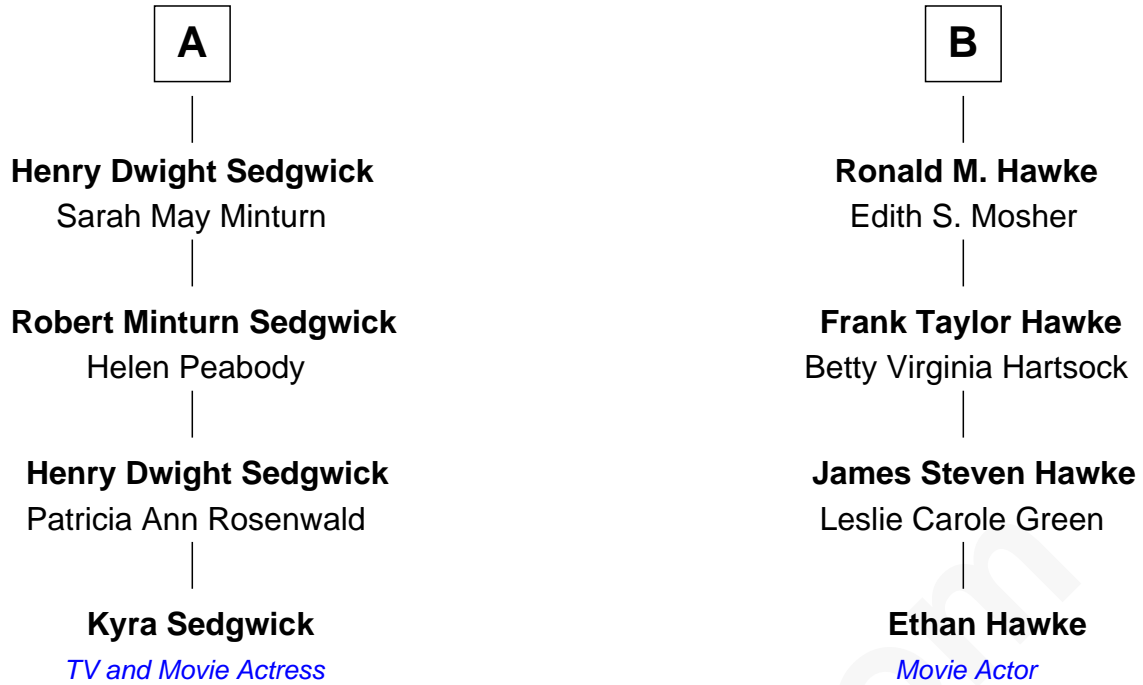 A
Henry Dwight Sedgwick
Sarah May Minturn
Robert Minturn Sedgwick
Helen Peabody
Henry Dwight Sedgwick
Patricia Ann Rosenwald
Kyra Sedgwick
TV and Movie Actress
B
Ronald M. Hawke
Edith S. Mosher
Frank Taylor Hawke
Betty Virginia Hartsock
James Steven Hawke
Leslie Carole Green
Ethan Hawke
Movie Actor